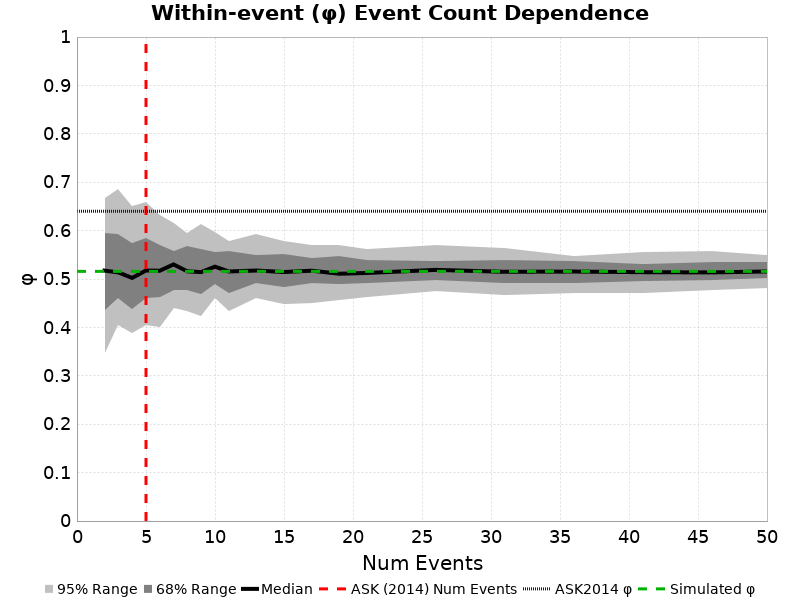 Within-event (φ) Event Count Dependence
1
0.9
0.8
0.7
0.6
0.5
0.4
0.3
0.2
0.1
0
φ
0 5 10 15 20 25 30 35 40 45 50
Num Events
95% Range 68% Range Median ASK (2014) Num Events ASK2014 φ Simulated φ